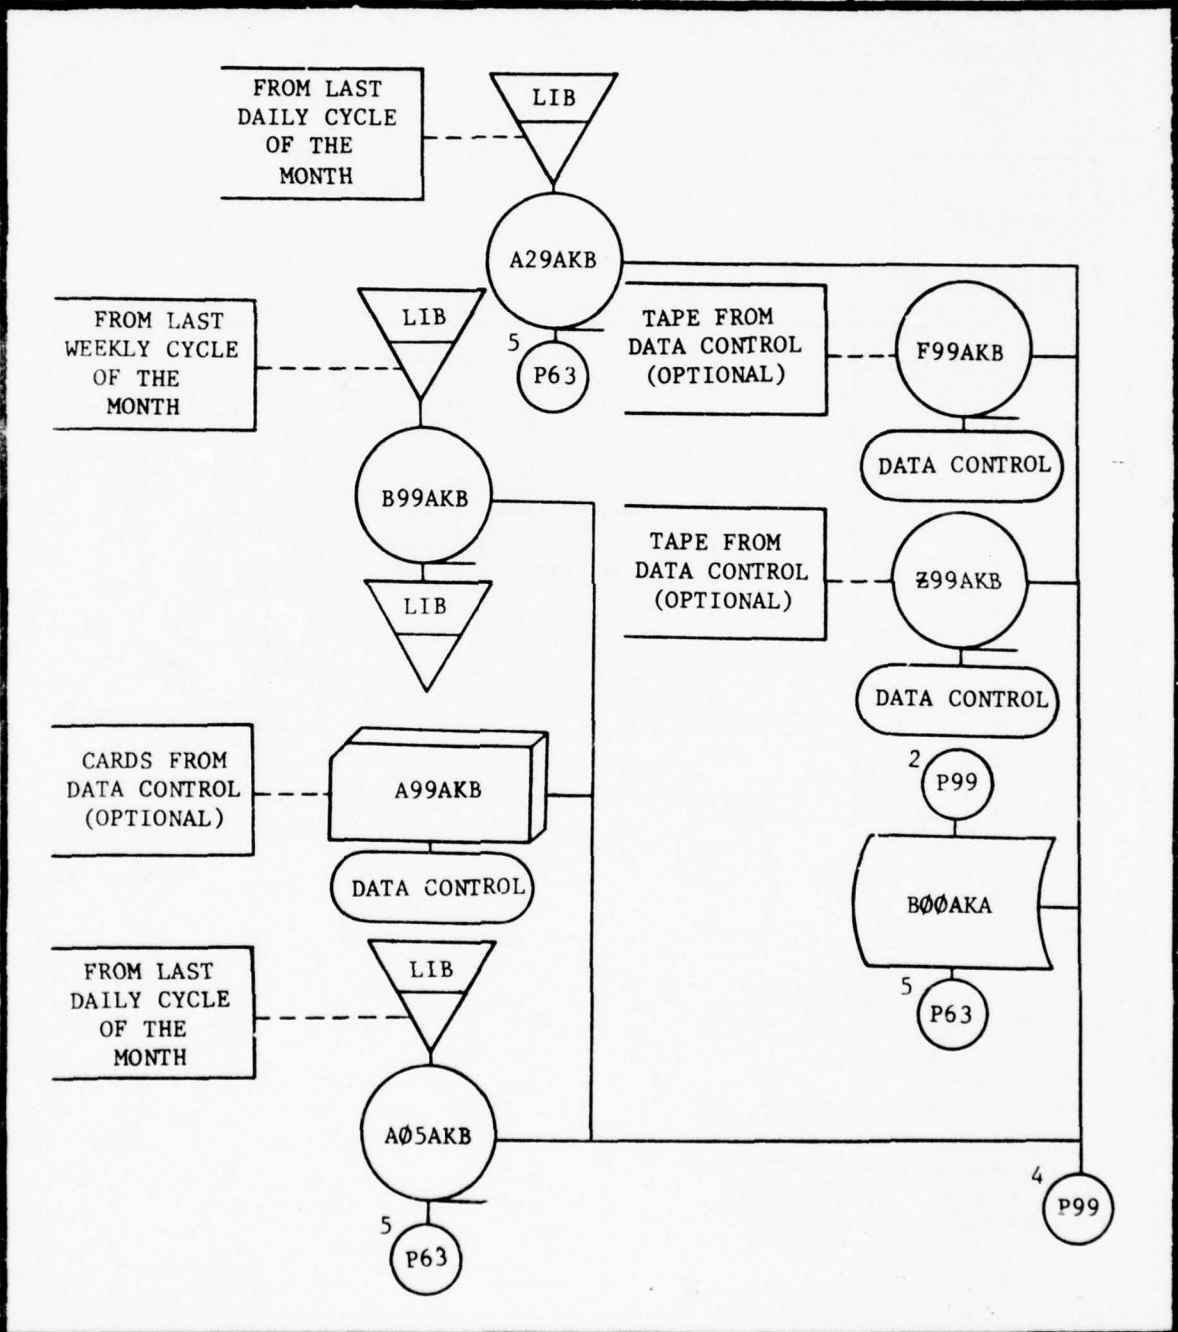 FROM LAST
DAILY CYCLE
OF THE
MONTH
LIB
A29AKB
5
P63
FROM LAST
WEEKLY CYCLE
OF THE
MONTH
LIB
B99AKB
LIB
TAPE FROM
DATA CONTROL
(OPTIONAL)
F99AKB
DATA CONTROL
TAPE FROM
DATA CONTROL
(OPTIONAL)
Z99AKB
DATA CONTROL
CARDS FROM
DATA CONTROL
(OPTIONAL)
A99AKB
DATA CONTROL
2
P99
BØØAKA
5
P63
FROM LAST
DAILY CYCLE
OF THE
MONTH
LIB
AØ5AKB
5
P63
4
P99